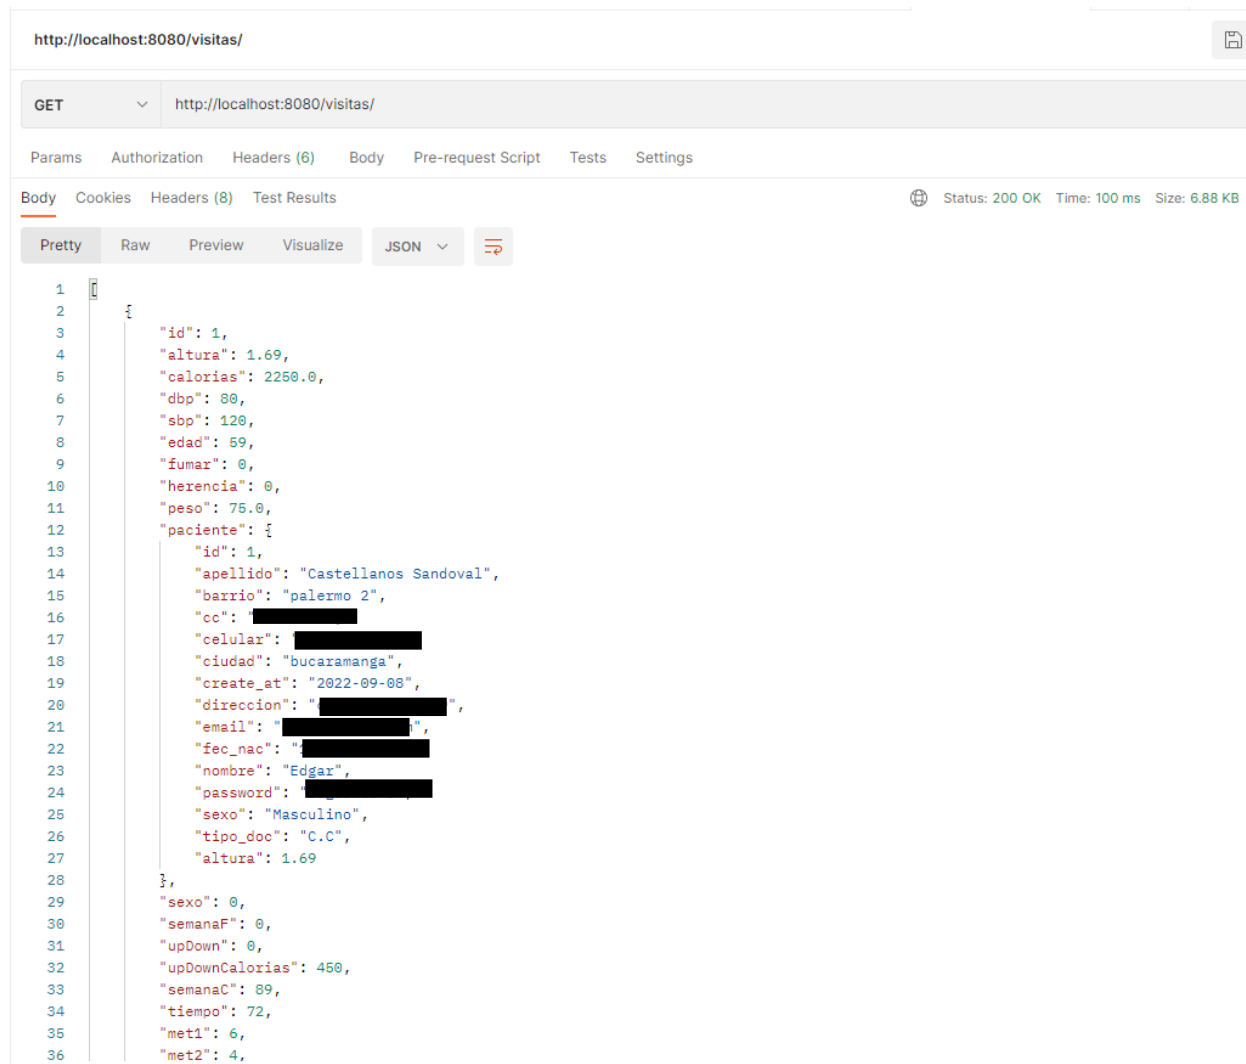 http://localhost:8080/visitas/
GET http://localhost:8080/visitas/
Params Authorization Headers (6) Body Pre-request Script Tests Settings
Body Cookies Headers (8) Test Results Status: 200 OK Time: 100 ms Size: 6.88 KB
Pretty Raw Preview Visualize JSON
1 [
2 {
3 "id": 1,
4 "altura": 1.69,
5 "calorias": 2250.0,
6 "dbp": 80,
7 "sbp": 120,
8 "edad": 59,
9 "fumar": 0,
10 "herencia": 0,
11 "peso": 75.0,
12 "paciente": {
13 "id": 1,
14 "apellido": "Castellanos Sandoval",
15 "barrio": "palermo 2",
16 "cc": "
17 "celular": "
18 "ciudad": "bucaramanga",
19 "create_at": "2022-09-08",
20 "direccion": " ",
21 "email": " ",
22 "fec_nac": "
23 "nombre": "Edgar",
24 "password": "
25 "sexo": "Masculino",
26 "tipo_doc": "C.C",
27 "altura": 1.69
28 },
29 "sexo": 0,
30 "semanaF": 0,
31 "upDown": 0,
32 "upDownCalorias": 450,
33 "semanaC": 89,
34 "tiempo": 72,
35 "met1": 6,
36 "met2": 4,